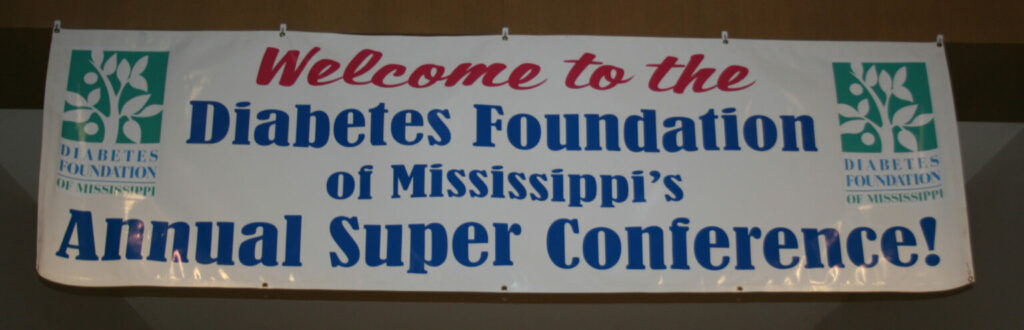 Welcome to the
Diabetes Foundation
of Mississippi's
Annual Super Conference!
DIABETES
FOUNDATION
OF MISSISSIPPI
DIABETES
FOUNDATION
OF MISSISSIPPI